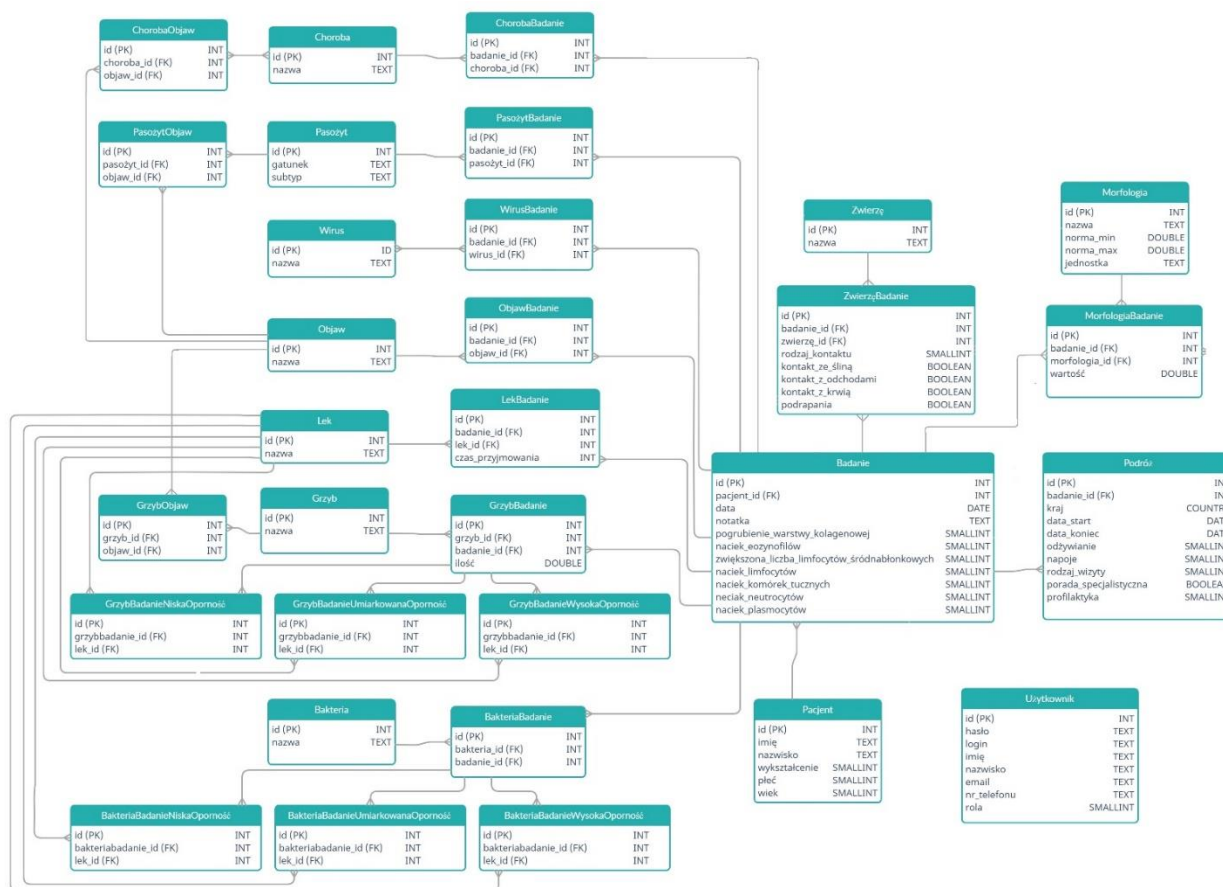 ChorobaObjaw
id (PK) INT
choroba_id (FK) INT
objaw_id (FK) INT
Choroba
id (PK) INT
nazwa TEXT
ChorobaBadanie
id (PK) INT
badanie_id (FK) INT
choroba_id (FK) INT
PasożytObjaw
id (PK) INT
pasożyt_id (FK) INT
objaw_id (FK) INT
Pasożyt
id (PK) INT
gatunek TEXT
subtyp TEXT
PasożytBadanie
id (PK) INT
badanie_id (FK) INT
pasożyt_id (FK) INT
Wirus
id (PK) ID
nazwa TEXT
WirusBadanie
id (PK) INT
badanie_id (FK) INT
wirus_id (FK) INT
Zwierzę
id (PK) INT
nazwa TEXT
Morfologia
id (PK) INT
nazwa TEXT
norma_min DOUBLE
norma_max DOUBLE
jednostka TEXT
Objaw
id (PK) INT
nazwa TEXT
ObjawBadanie
id (PK) INT
badanie_id (FK) INT
objaw_id (FK) INT
ZwierzęBadanie
id (PK) INT
badanie_id (FK) INT
zwierzę_id (FK) INT
rodzaj_kontaktu SMALLINT
kontakt_ze_śliną BOOLEAN
kontakt_z_odchodami BOOLEAN
kontakt_z_krwią BOOLEAN
podrapania BOOLEAN
MorfologiaBadanie
id (PK) INT
badanie_id (FK) INT
morfologia_id (FK) INT
wartość DOUBLE
Lek
id (PK) INT
nazwa TEXT
LekBadanie
id (PK) INT
badanie_id (FK) INT
lek_id (FK) INT
czas_przyjmowania INT
Badanie
id (PK) INT
pacjent_id (FK) INT
data DATE
notatka TEXT
pogrubienie_warstwy_kolagenowej SMALLINT
naciek_eozynofilów SMALLINT
zwiększona_liczba_limfocytów_śródnabłonkowych SMALLINT
naciek_limfocytów SMALLINT
naciek_komórek_tucznych SMALLINT
neciak_neutrocytów SMALLINT
naciek_plasmocytów SMALLINT
Podróż
id (PK) IN
badanie_id (FK) IN
kraj COUNTR
data_start DAT
data_koniec DAT
odżywianie SMALLIN
napoje SMALLIN
rodzaj_wizyty SMALLIN
porada_specjalistyczna BOOLEA
profilaktyka SMALLIN
GrzybObjaw
id (PK) INT
grzyb_id (FK) INT
objaw_id (FK) INT
Grzyb
id (PK) INT
nazwa TEXT
GrzybBadanie
id (PK) INT
grzyb_id (FK) INT
badanie_id (FK) INT
ilość DOUBLE
GrzybBadanieNiskaOporność
id (PK) INT
grzybbadanie_id (FK) INT
lek_id (FK) INT
GrzybBadanieUmiarkowanaOporność
id (PK) INT
grzybbadanie_id (FK) INT
lek_id (FK) INT
GrzybBadanieWysokaOporność
id (PK) INT
grzybbadanie_id (FK) INT
lek_id (FK) INT
Bakteria
id (PK) INT
nazwa TEXT
BakteriaBadanie
id (PK) INT
bakteria_id (FK) INT
badanie_id (FK) INT
Pacjent
id (PK) INT
imię TEXT
nazwisko TEXT
wykształcenie SMALLINT
płeć SMALLINT
wiek SMALLINT
Użytkownik
id (PK) INT
hasło TEXT
login TEXT
imię TEXT
nazwisko TEXT
email TEXT
nr_telefonu TEXT
rola SMALLINT
BakteriaBadanieNiskaOporność
id (PK) INT
bakteriabadanie_id (FK) INT
lek_id (FK) INT
BakteriaBadanieUmiarkowanaOporność
id (PK) INT
bakteriabadanie_id (FK) INT
lek_id (FK) INT
BakteriaBadanieWysokaOporność
id (PK) INT
bakteriabadanie_id (FK) INT
lek_id (FK) INT